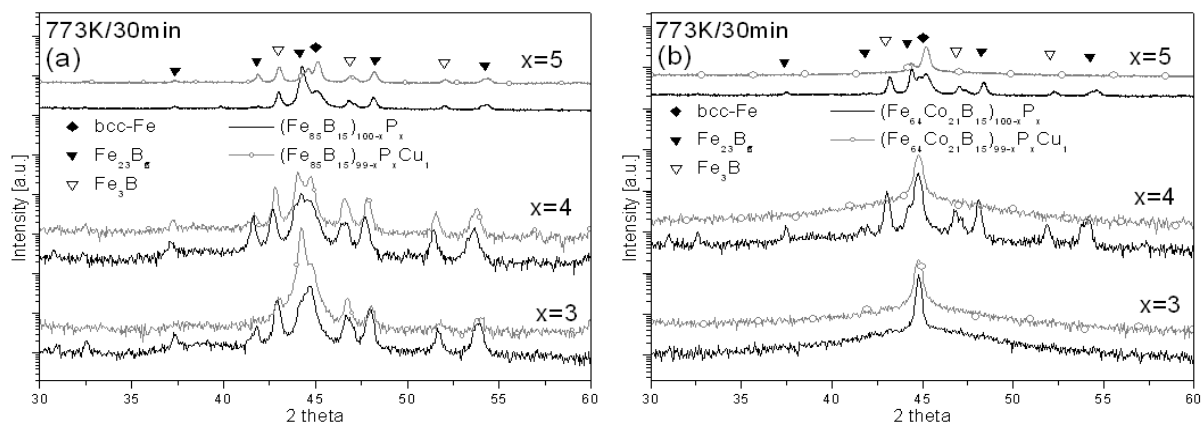 773K/30min
(a)
x=5
bcc-Fe
(Fe₈₅B₁₅)₁₀₀₋ₓPₓ
Fe₂₃B₆
(Fe₈₅B₁₅)₉₉₋ₓPₓCu₁
Fe₃B
x=4
x=3
Intensity [a.u.]
30 35 40 45 50 55 60
2 theta
773K/30min
(b)
x=5
bcc-Fe
(Fe₆₄Co₂₁B₁₅)₁₀₀₋ₓPₓ
Fe₂₃B₆
(Fe₆₄Co₂₁B₁₅)₉₉₋ₓPₓCu₁
Fe₃B
x=4
x=3
Intensity [a.u.]
30 35 40 45 50 55 60
2 theta